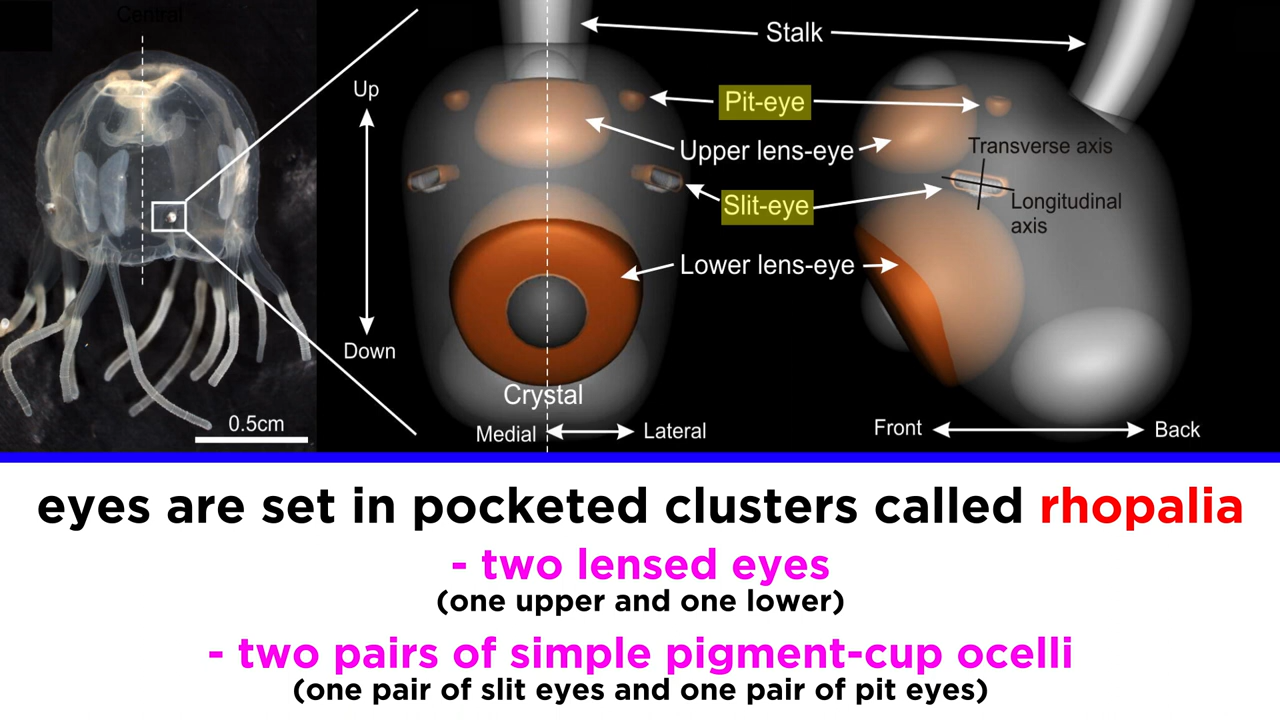 Central
Up
Down
0.5cm
Stalk
Pit-eye
Upper lens-eye
Slit-eye
Lower lens-eye
Crystal
Medial
Lateral
Transverse axis
Longitudinal
axis
Front
Back
eyes are set in pocketed clusters called rhopalia
- two lensed eyes
(one upper and one lower)
- two pairs of simple pigment-cup ocelli
(one pair of slit eyes and one pair of pit eyes)